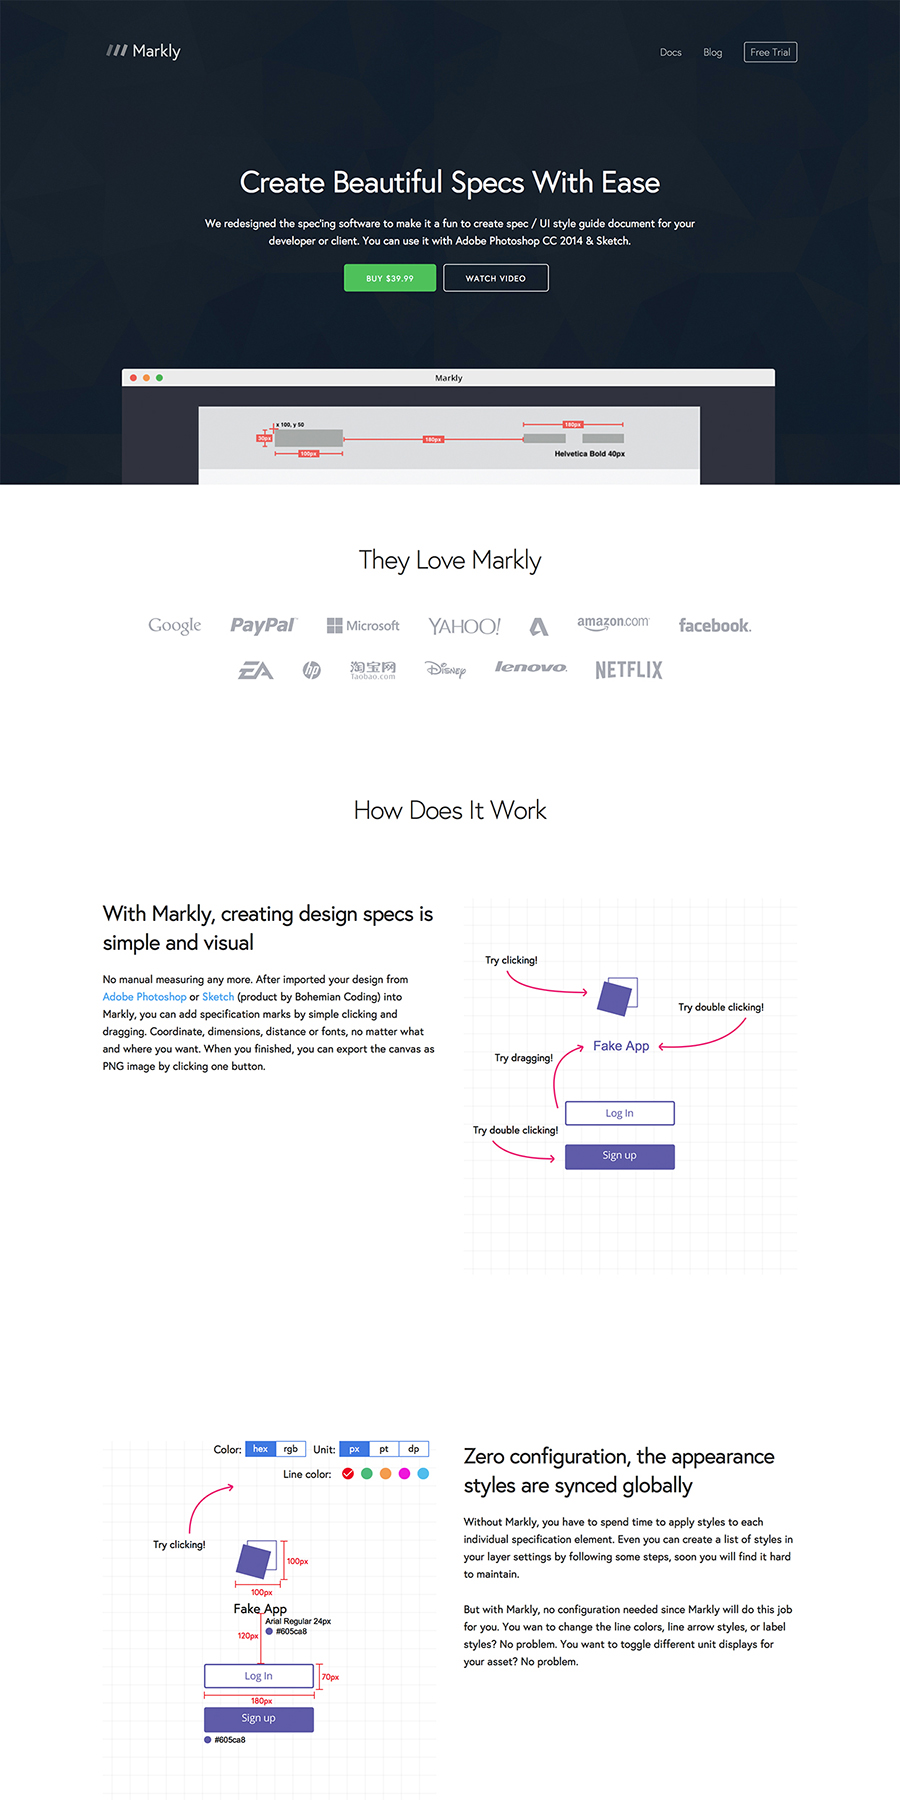 Markly
Docs
Blog
Free Trial
Create Beautiful Specs With Ease
We redesigned the spec'ing software to make it a fun to create spec / UI style guide document for your
developer or client. You can use it with Adobe Photoshop CC 2014 & Sketch.
BUY $39.99
WATCH VIDEO
Markly
x 100, y 50
30px
100px
180px
160px
Helvetica Bold 40px
They Love Markly
Google
PayPal
Microsoft
YAHOO!
amazon.com
facebook.
EA
hp
淘宝网
Taobao.com
Disney
lenovo.
NETFLIX
How Does It Work
With Markly, creating design specs is
simple and visual
No manual measuring any more. After imported your design from
Adobe Photoshop or Sketch (product by Bohemian Coding) into
Markly, you can add specification marks by simple clicking and
dragging. Coordinate, dimensions, distance or fonts, no matter what
and where you want. When you finished, you can export the canvas as
PNG image by clicking one button.
Try clicking!
Try double clicking!
Fake App
Try dragging!
Log In
Try double clicking!
Sign up
Color: hex rgb Unit: px pt dp
Line color:
Try clicking!
100px
100px
Fake App
Arial Regular 24px
#605ca8
120px
Log In
70px
180px
Sign up
#605ca8
Zero configuration, the appearance
styles are synced globally
Without Markly, you have to spend time to apply styles to each
individual specification element. Even you can create a list of styles in
your layer settings by following some steps, soon you will find it hard
to maintain.
But with Markly, no configuration needed since Markly will do this job
for you. You wan to change the line colors, line arrow styles, or label
styles? No problem. You want to toggle different unit displays for
your asset? No problem.